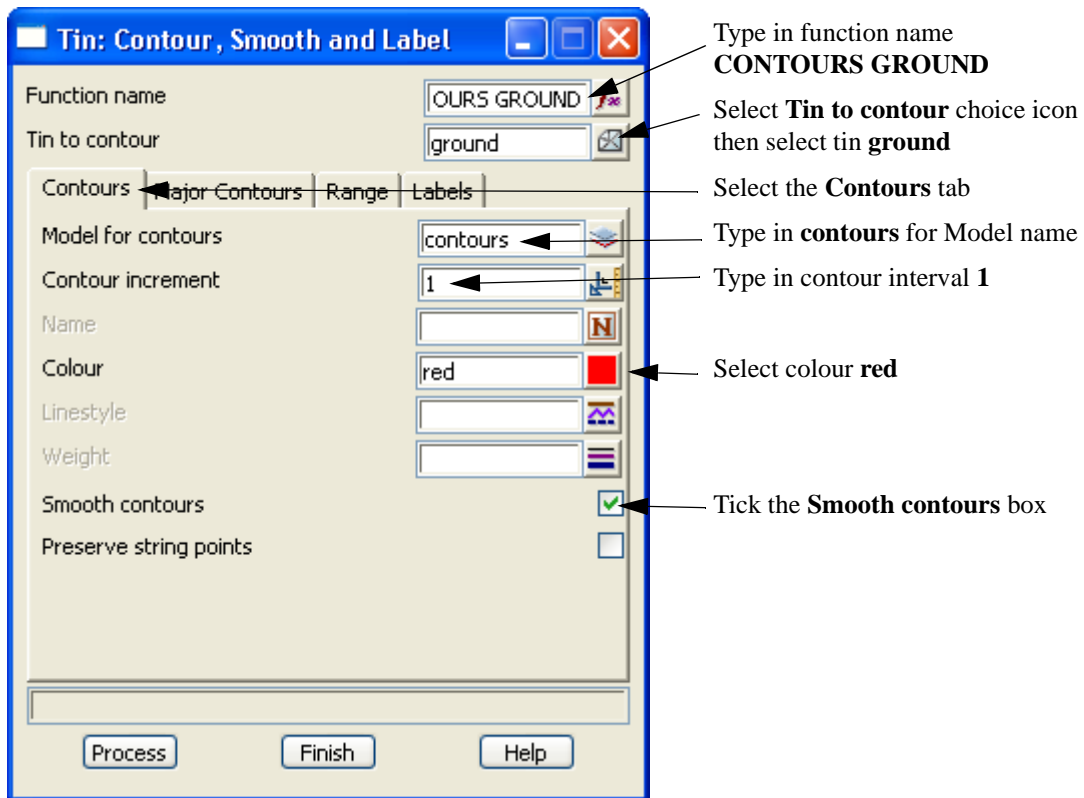 Tin: Contour, Smooth and Label
Type in function name
CONTOURS GROUND
Function name
OURS GROUND
Select Tin to contour choice icon
then select tin ground
Tin to contour
ground
Contours
Major Contours
Range
Labels
Select the Contours tab
Model for contours
contours
Type in contours for Model name
Contour increment
1
Type in contour interval 1
Name
N
Colour
red
Select colour red
Linestyle
Weight
Smooth contours
Tick the Smooth contours box
Preserve string points
Process
Finish
Help